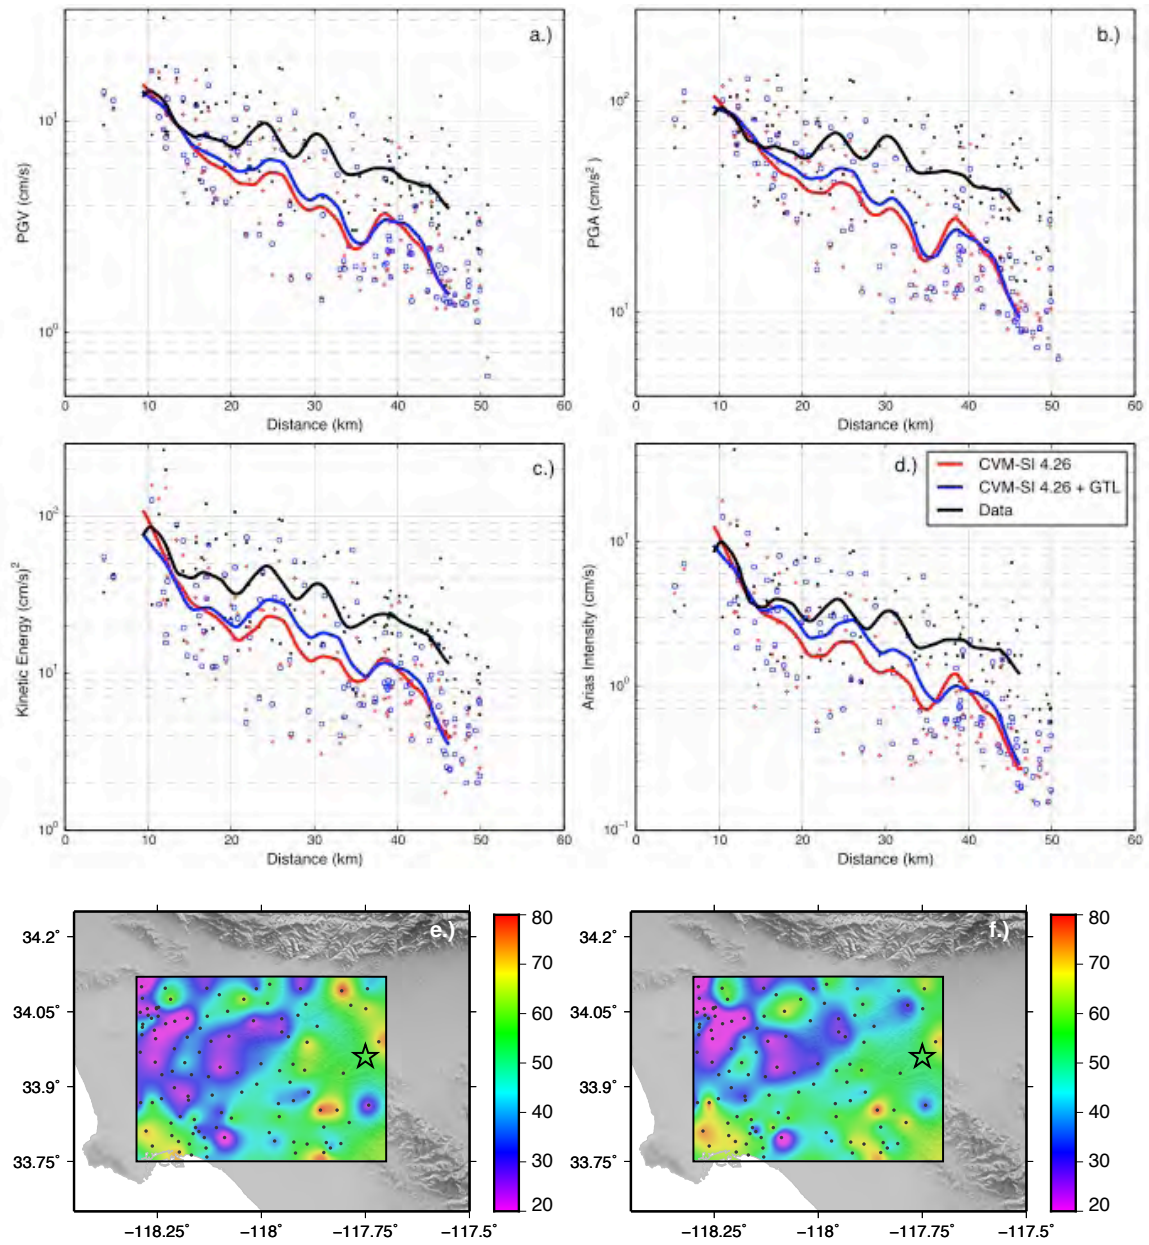 a.)
PGV (cm/s)
10¹
10⁰
0 10 20 30 40 50 60
Distance (km)
b.)
PGA (cm/s²)
10²
10¹
0 10 20 30 40 50 60
Distance (km)
c.)
Kinetic Energy (cm/s)²
10²
10¹
10⁰
0 10 20 30 40 50 60
Distance (km)
d.)
CVM-SI 4.26
CVM-SI 4.26 + GTL
Data
Arias Intensity (cm/s)
10¹
10⁰
10⁻¹
0 10 20 30 40 50 60
Distance (km)
e.)
34.2°
34.05°
33.9°
33.75°
−118.25° −118° −117.75° −117.5°
80
70
60
50
40
30
20
f.)
34.2°
34.05°
33.9°
33.75°
−118.25° −118° −117.75° −117.5°
80
70
60
50
40
30
20